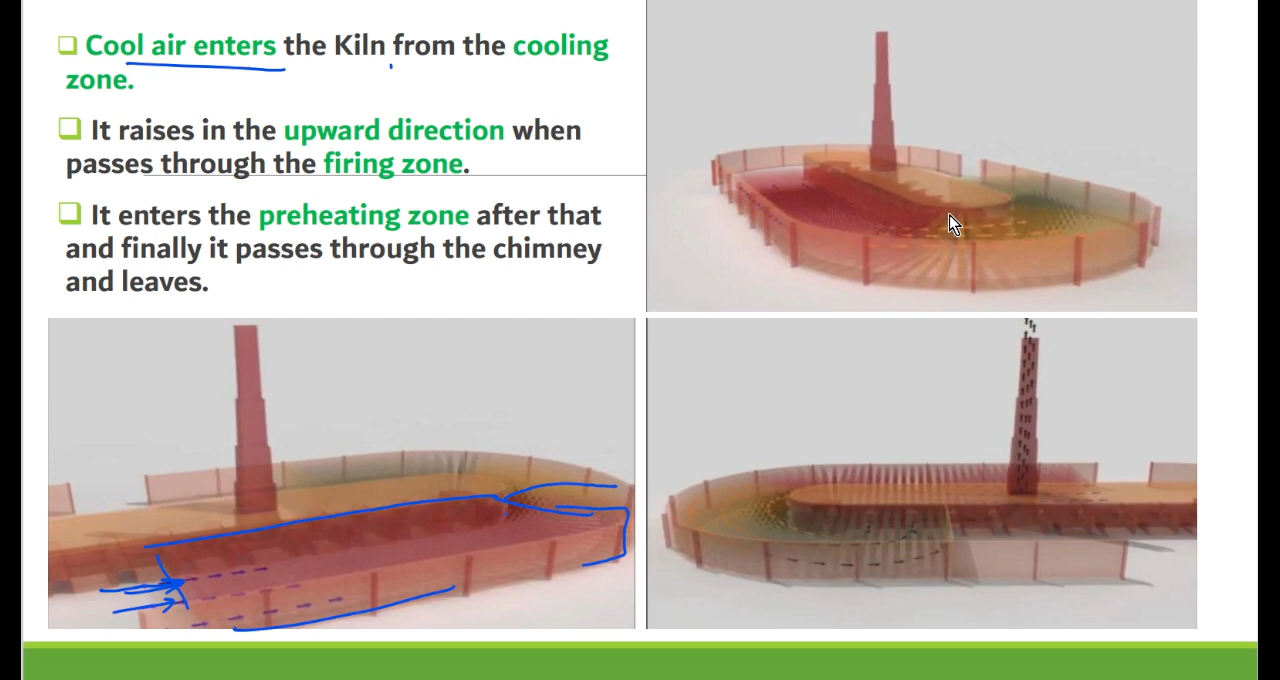 Cool air enters the Kiln from the cooling
zone.
It raises in the upward direction when
passes through the firing zone.
It enters the preheating zone after that
and finally it passes through the chimney
and leaves.